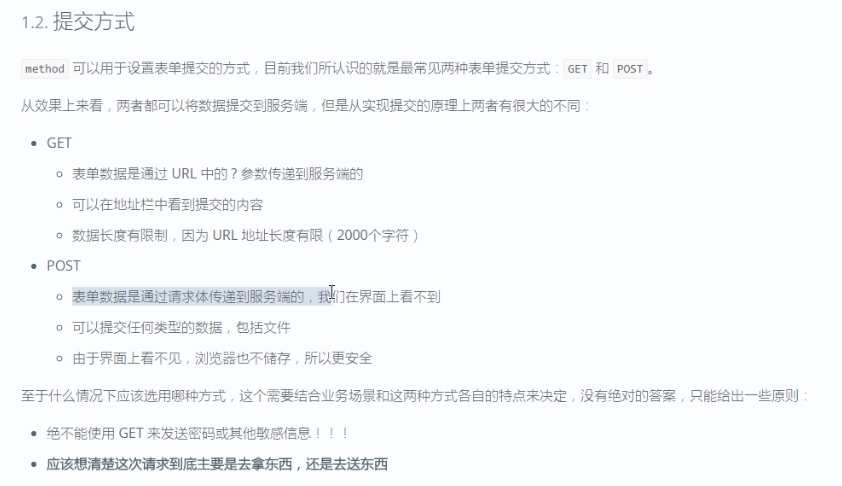 1.2. 提交方式
method 可以用于设置表单提交的方式，目前我们所认识的就是最常见两种表单提交方式：GET 和 POST。
从效果上来看，两者都可以将数据提交到服务端，但是从实现提交的原理上两者有很大的不同：
• GET
◦ 表单数据是通过 URL 中的 ? 参数传递到服务端的
◦ 可以在地址栏中看到提交的内容
◦ 数据长度有限制，因为 URL 地址长度有限（2000个字符）
• POST
◦ 表单数据是通过请求体传递到服务端的，我们在界面上看不到
◦ 可以提交任何类型的数据，包括文件
◦ 由于界面上看不见，浏览器也不储存，所以更安全
至于什么情况下应该选用哪种方式，这个需要结合业务场景和这两种方式各自的特点来决定，没有绝对的答案，只能给出一些原则：
• 绝不能使用 GET 来发送密码或其他敏感信息！！！
• 应该想清楚这次请求到底主要是去拿东西，还是去送东西